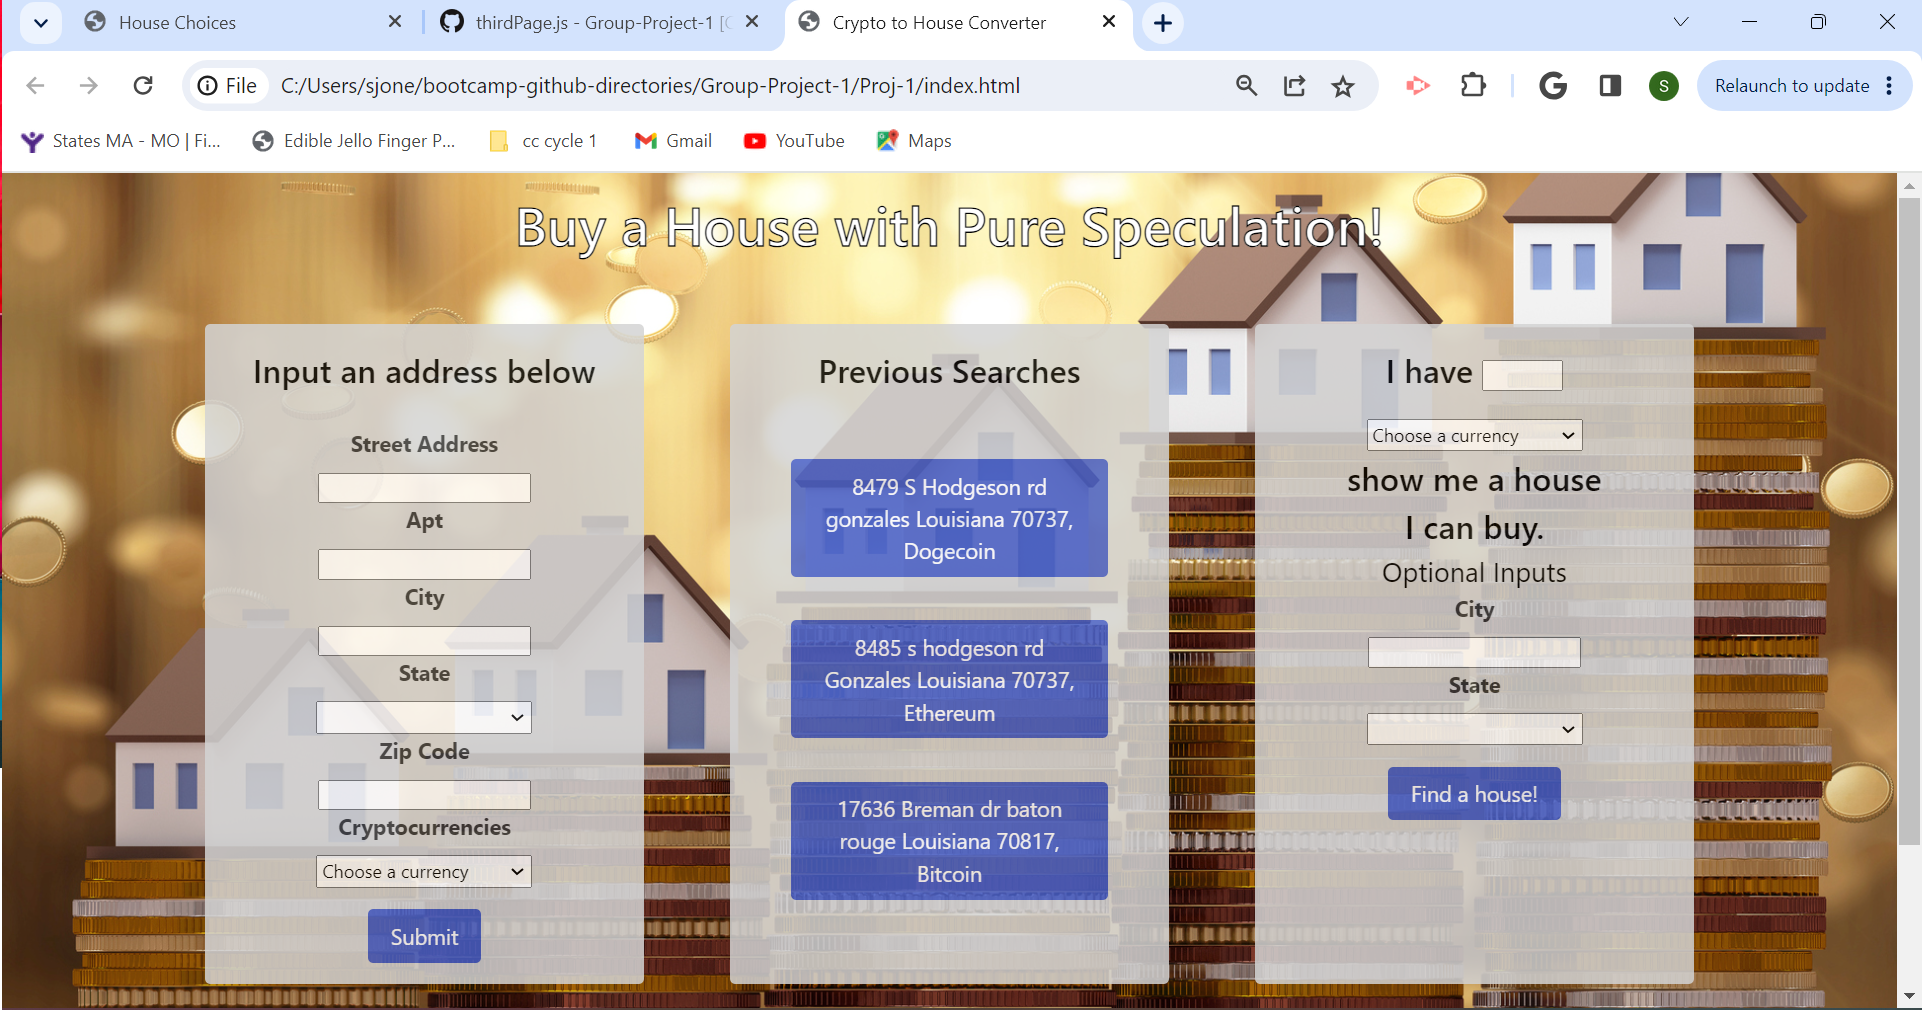 House Choices
thirdPage.js - Group-Project-1 [
Crypto to House Converter
File
C:/Users/sjone/bootcamp-github-directories/Group-Project-1/Proj-1/index.html
S
Relaunch to update
States MA - MO | Fi...
Edible Jello Finger P...
cc cycle 1
Gmail
YouTube
Maps
Buy a House with Pure Speculation!
Input an address below
Street Address
Apt
City
State
Zip Code
Cryptocurrencies
Choose a currency
Submit
Previous Searches
8479 S Hodgeson rd
gonzales Louisiana 70737,
Dogecoin
8485 s hodgeson rd
Gonzales Louisiana 70737,
Ethereum
17636 Breman dr baton
rouge Louisiana 70817,
Bitcoin
I have
Choose a currency
show me a house
I can buy.
Optional Inputs
City
State
Find a house!